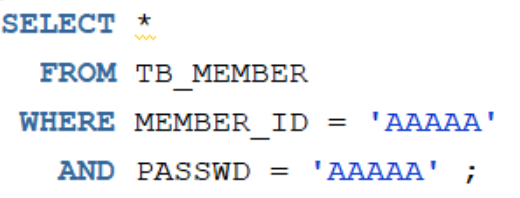 SELECT *
FROM TB_MEMBER
WHERE MEMBER_ID = 'AAAAA'
AND PASSWD = 'AAAAA' ;